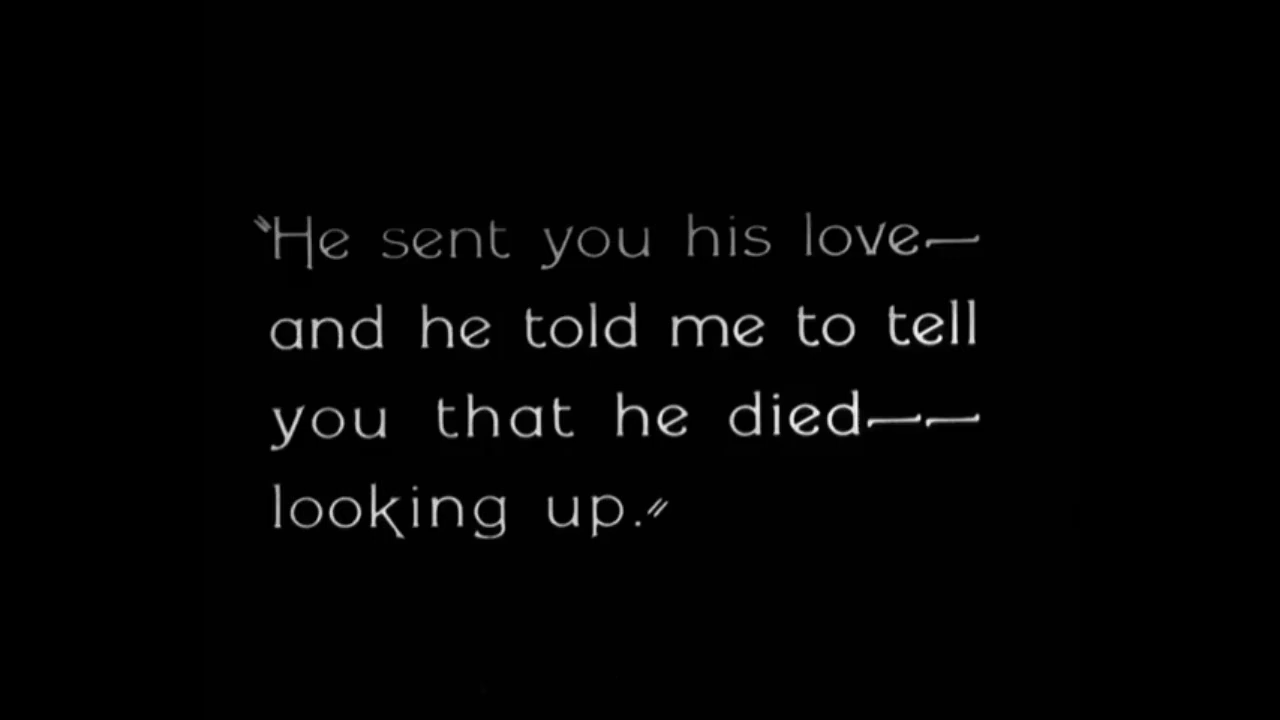 "He sent you his love—
and he told me to tell
you that he died——
looking up."